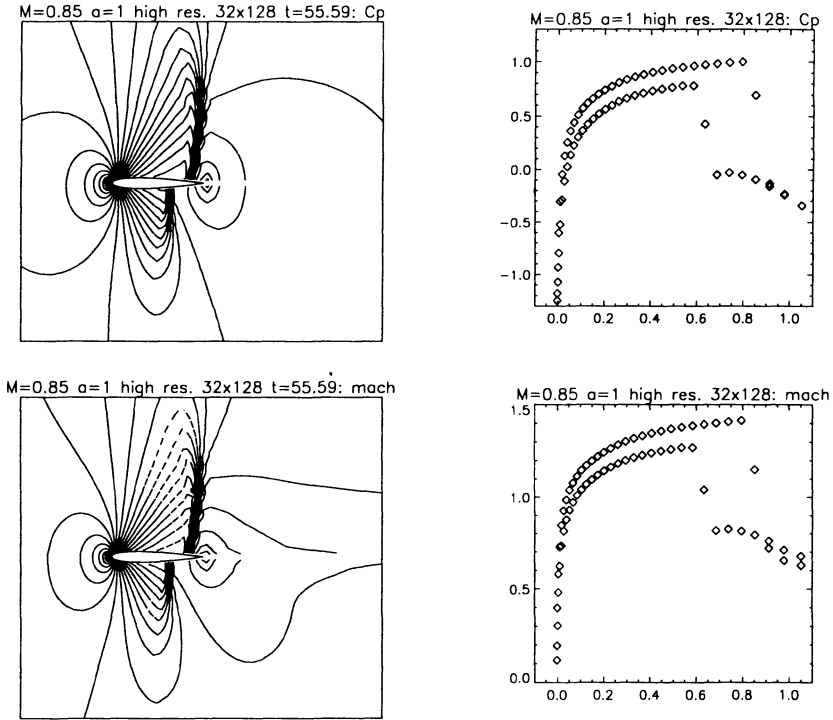 M=0.85 a=1 high res. 32x128 t=55.59: Cp
M=0.85 a=1 high res. 32x128: Cp
1.0
0.5
0.0
−0.5
−1.0
0.0 0.2 0.4 0.6 0.8 1.0
M=0.85 a=1 high res. 32x128 t=55.59: mach
M=0.85 a=1 high res. 32x128: mach
1.5
1.0
0.5
0.0
0.0 0.2 0.4 0.6 0.8 1.0